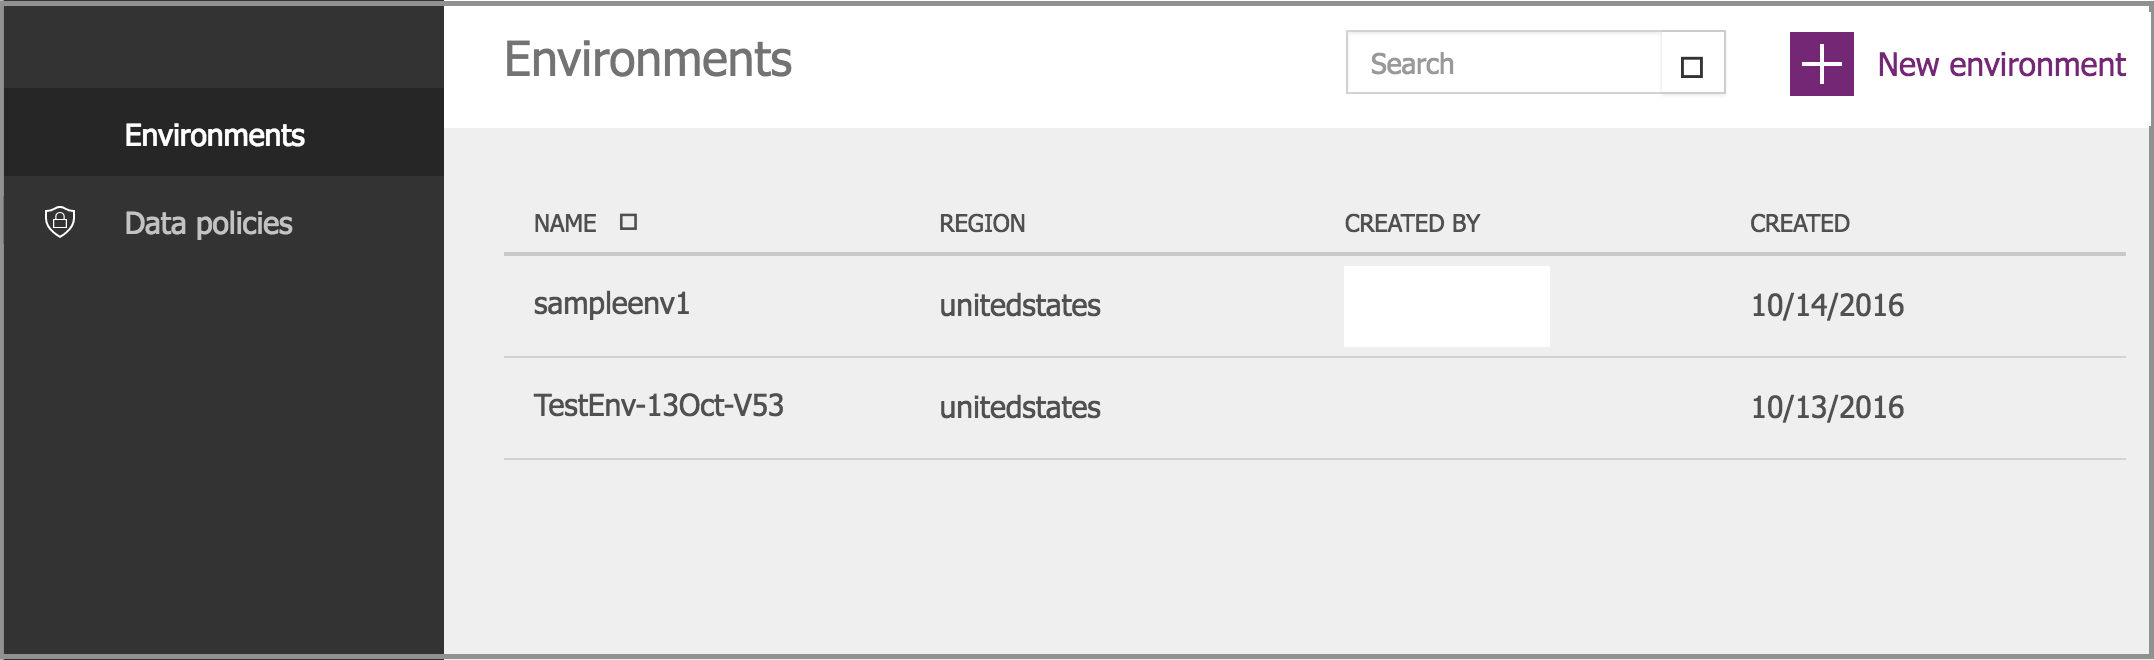 Environments
Search
New environment
Environments
Data policies
NAME REGION CREATED BY CREATED
sampleenv1 unitedstates 10/14/2016
TestEnv-13Oct-V53 unitedstates 10/13/2016